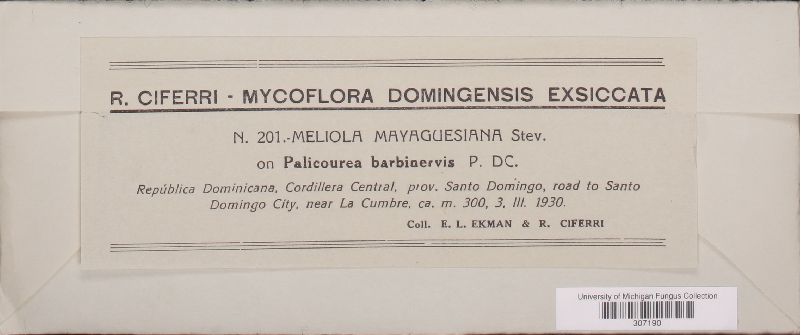 R. CIFERRI - MYCOFLORA DOMINGENSIS EXSICCATA
N. 201.-MELIOLA MAYAGUESIANA Stev.
on Palicourea barbinervis P. DC.
República Dominicana, Cordillera Central, prov. Santo Domingo, road to Santo
Domingo City, near La Cumbre, ca. m. 300, 3, III. 1930.
Coll. E. L. EKMAN & R. CIFERRI
University of Michigan Fungus Collection
307190